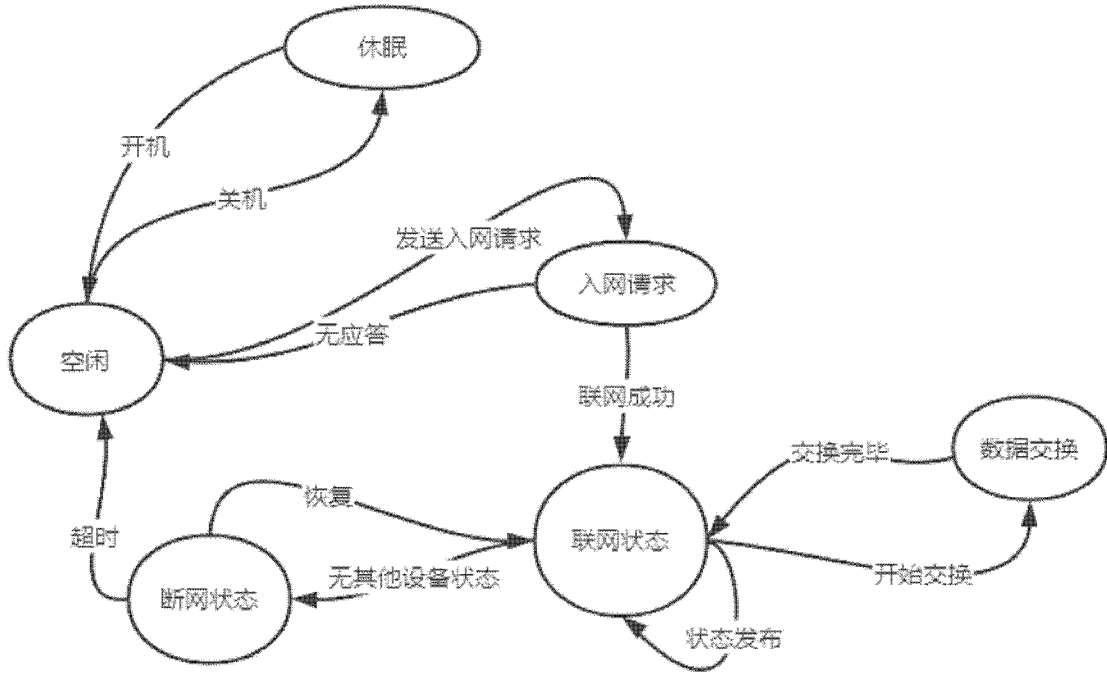 休眠
开机
关机
发送入网请求
入网请求
无应答
空闲
联网成功
交换完毕
数据交换
恢复
超时
联网状态
无其他设备状态
开始交换
断网状态
状态发布